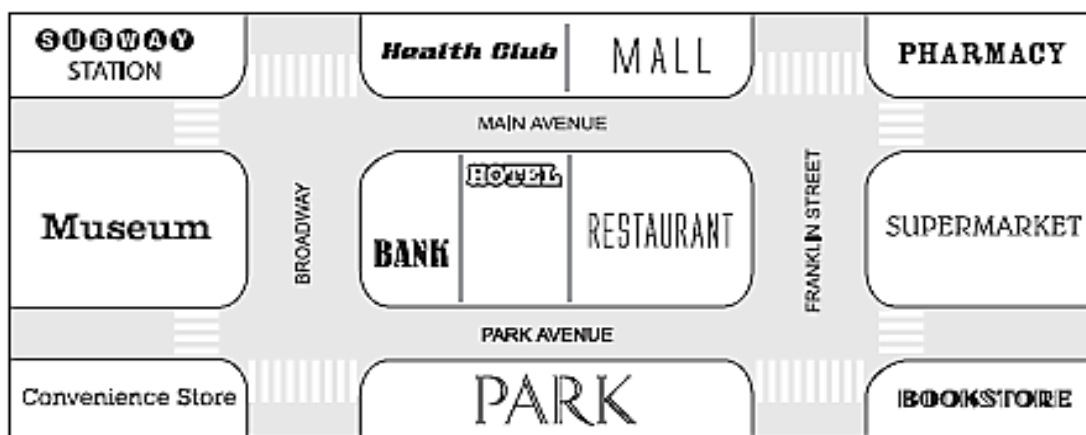 SUBWAY
STATION
Health Club
MALL
PHARMACY
MAIN AVENUE
Museum
BROADWAY
BANK
HOTEL
RESTAURANT
FRANKLIN STREET
SUPERMARKET
PARK AVENUE
Convenience Store
PARK
BOOKSTORE